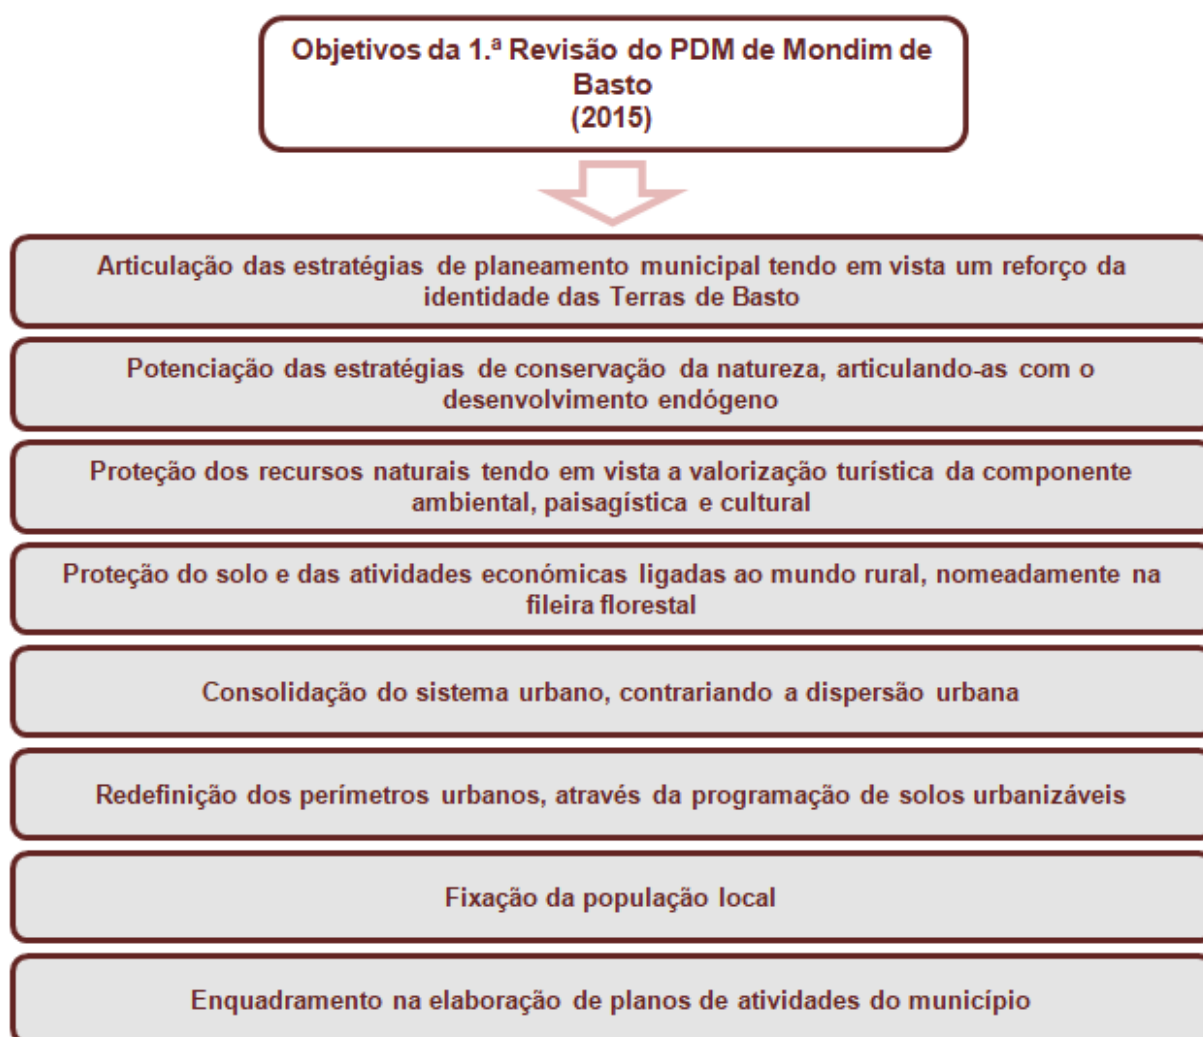 Objetivos da 1.ª Revisão do PDM de Mondim de
Basto
(2015)
Articulação das estratégias de planeamento municipal tendo em vista um reforço da
identidade das Terras de Basto
Potenciação das estratégias de conservação da natureza, articulando-as com o
desenvolvimento endógeno
Proteção dos recursos naturais tendo em vista a valorização turística da componente
ambiental, paisagística e cultural
Proteção do solo e das atividades económicas ligadas ao mundo rural, nomeadamente na
fileira florestal
Consolidação do sistema urbano, contrariando a dispersão urbana
Redefinição dos perímetros urbanos, através da programação de solos urbanizáveis
Fixação da população local
Enquadramento na elaboração de planos de atividades do município